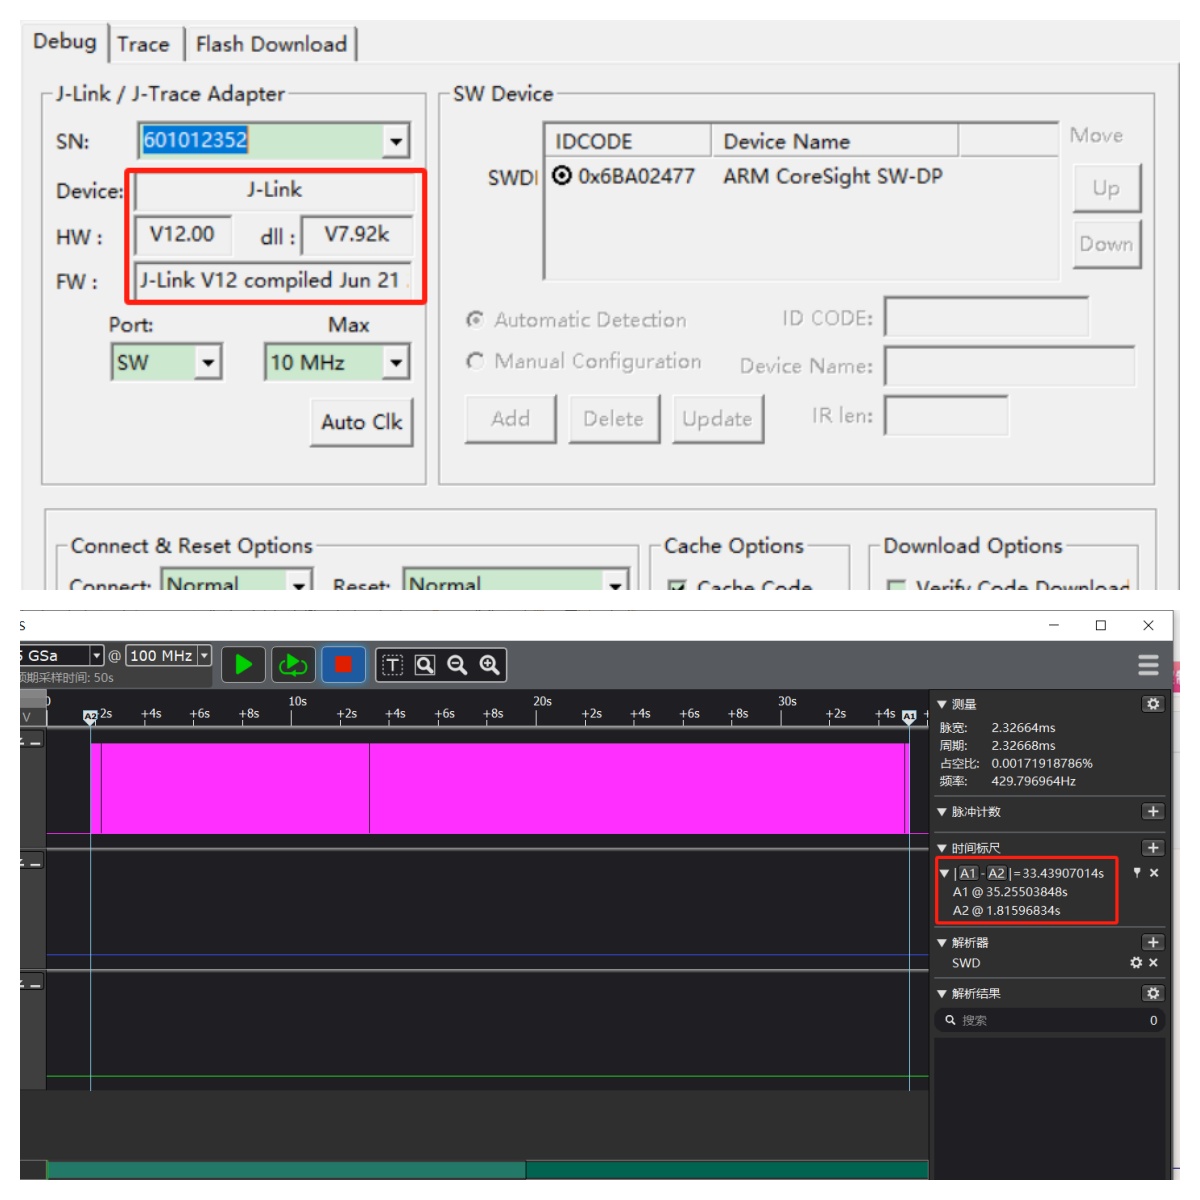 Debug Trace Flash Download
J-Link / J-Trace Adapter
SN: 601012352
Device: J-Link
HW : V12.00 dll : V7.92k
FW : J-Link V12 compiled Jun 21
Port: Max
SW 10 MHz
Auto Clk
SW Device
IDCODE Device Name
SWDI 0x6BA02477 ARM CoreSight SW-DP
Move
Up
Down
Automatic Detection ID CODE:
Manual Configuration Device Name:
Add Delete Update IR len:
Connect & Reset Options
Connect: Normal Reset: Normal
Cache Options
Cache Code
Download Options
Verify Code Download
S
GSa @ 100 MHz
期采样时间: 50s
T
10s 20s 30s
A2 2s +4s +6s +8s +2s +4s +6s +8s +2s +4s +6s +8s +2s +4s A1
V
测量
脉宽: 2.32664ms
周期: 2.32668ms
占空比: 0.00171918786%
频率: 429.796964Hz
脉冲计数
时间标尺
|A1 - A2|=33.43907014s
A1 @ 35.25503848s
A2 @ 1.81596834s
解析器
SWD
解析结果
搜索 0